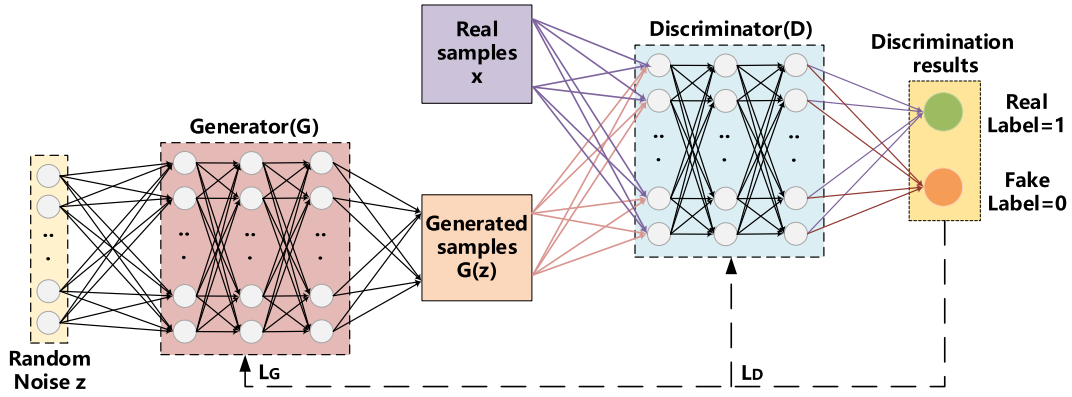 Real
samples
x
Discriminator(D)
Discrimination
results
Real
Label=1
Fake
Label=0
Generator(G)
Generated
samples
G(z)
Random
Noise z
LG
LD